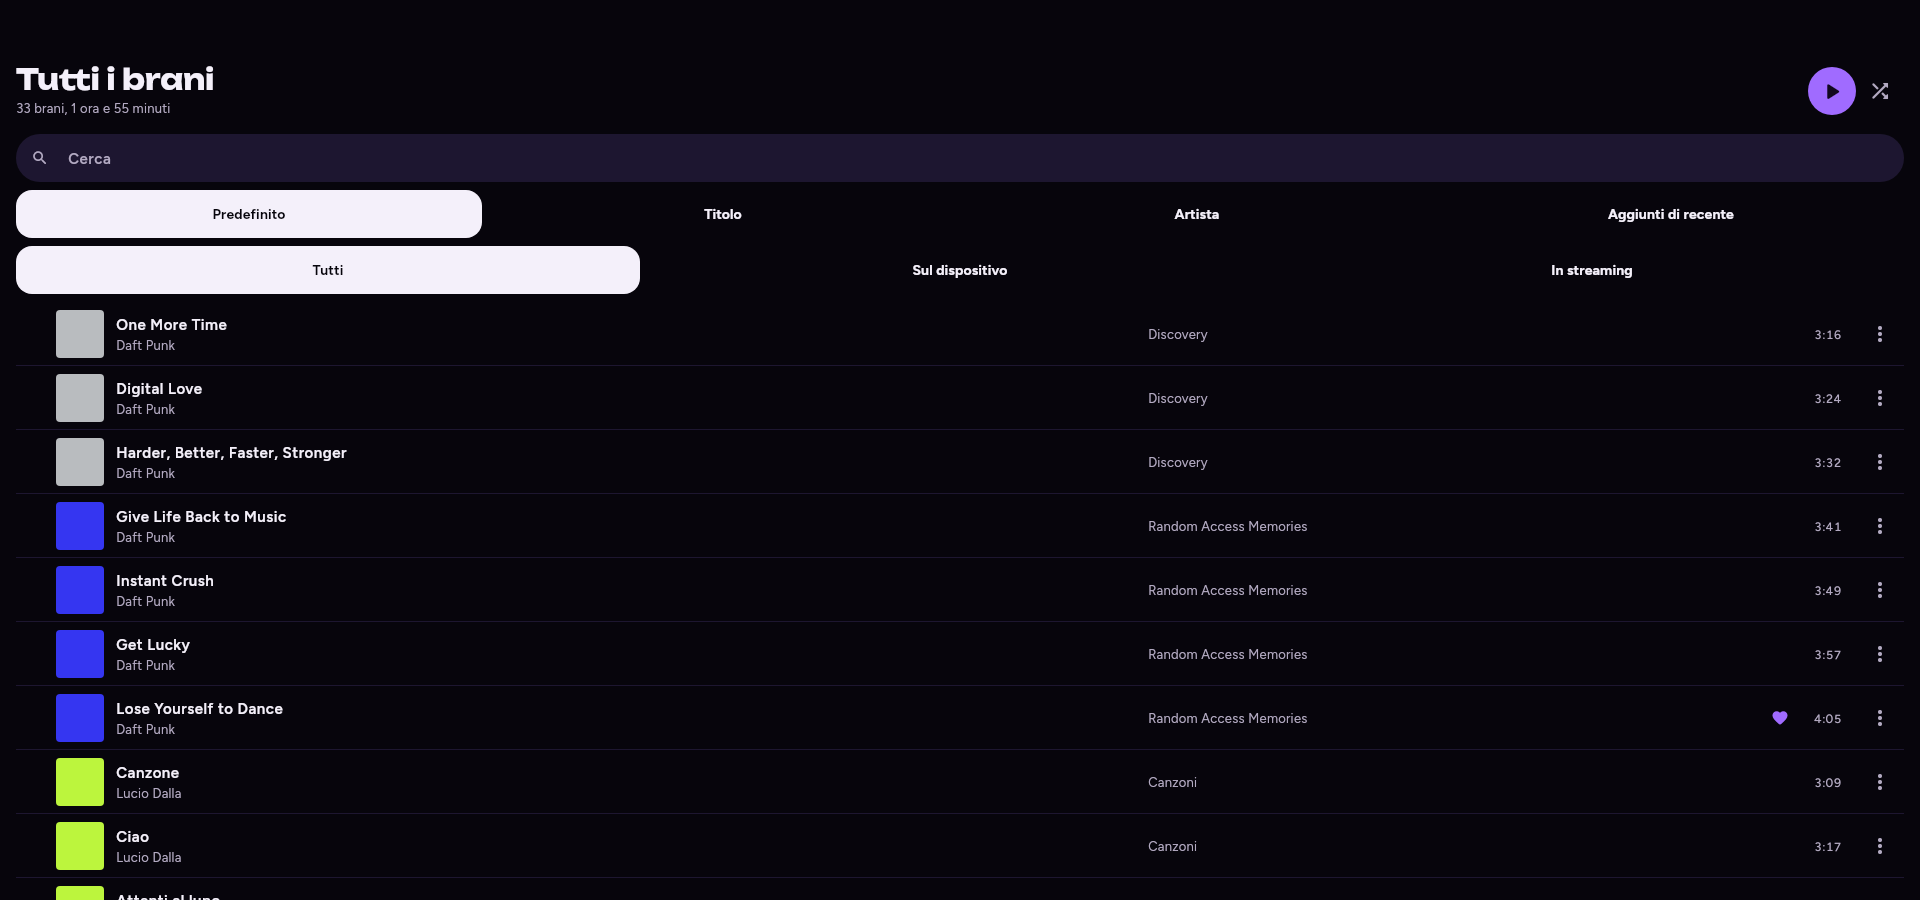 Tutti i brani
33 brani, 1 ora e 55 minuti
Cerca
Predefinito Titolo Artista Aggiunti di recente
Tutti Sul dispositivo In streaming
One More Time
Daft Punk
Discovery
3:16
Digital Love
Daft Punk
Discovery
3:24
Harder, Better, Faster, Stronger
Daft Punk
Discovery
3:32
Give Life Back to Music
Daft Punk
Random Access Memories
3:41
Instant Crush
Daft Punk
Random Access Memories
3:49
Get Lucky
Daft Punk
Random Access Memories
3:57
Lose Yourself to Dance
Daft Punk
Random Access Memories
4:05
Canzone
Lucio Dalla
Canzoni
3:09
Ciao
Lucio Dalla
Canzoni
3:17